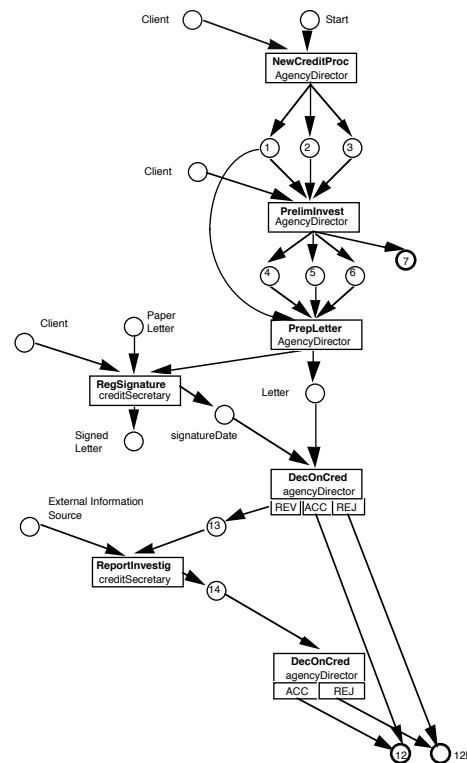 Client
Start
NewCreditProc
AgencyDirector
1
2
3
Client
PrelimInvest
AgencyDirector
7
4
5
6
Client
Paper
Letter
PrepLetter
AgencyDirector
RegSignature
creditSecretary
Letter
Signed
Letter
signatureDate
DecOnCred
agencyDirector
REV ACC REJ
External Information
Source
13
ReportInvestig
creditSecretary
14
DecOnCred
agencyDirector
ACC REJ
12
12